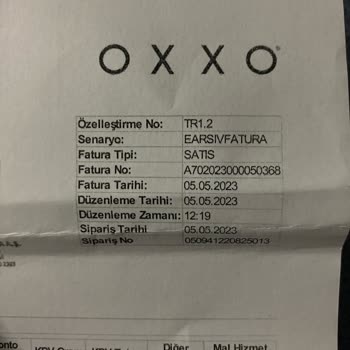 OXXO
Özelleştirme No: TR1.2
Senaryo: EARSIVFATURA
Fatura Tipi: SATIS
Fatura No: A702023000050368
Fatura Tarihi: 05.05.2023
Düzenleme Tarihi: 05.05.2023
Düzenleme Zamanı: 12:19
Sipariş Tarihi 05.05.2023
Sipariş No 050941220825013
Diğer Mal Hizmet